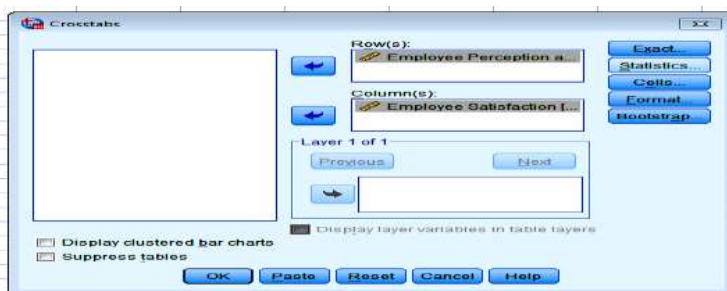 Crosstabs
Row(s):
Employee Perception a...
Column(s):
Employee Satisfaction [...
Exact...
Statistics...
Cells...
Format...
Bootstrap...
Layer 1 of 1
Previous
Next
Display layer variables in table layers
Display clustered bar charts
Suppress tables
OK Paste Reset Cancel Help